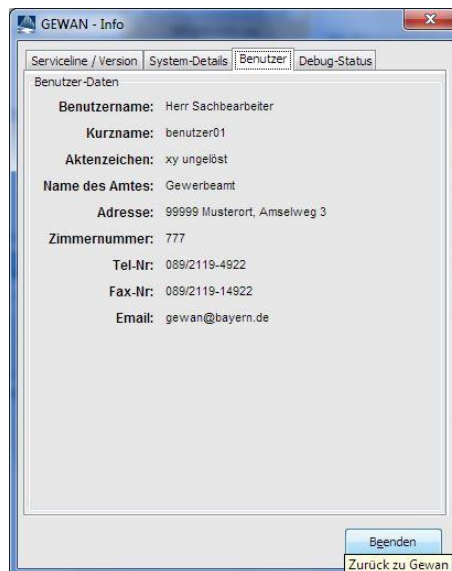 GEWAN - Info
Serviceline / Version System-Details Benutzer Debug-Status
Benutzer-Daten
Benutzername: Herr Sachbearbeiter
Kurzname: benutzer01
Aktenzeichen: xy ungelöst
Name des Amtes: Gewerbeamt
Adresse: 99999 Musterort, Amselweg 3
Zimmernummer: 777
Tel-Nr: 089/2119-4922
Fax-Nr: 089/2119-14922
Email: gewan@bayern.de
Beenden
Zurück zu Gewan